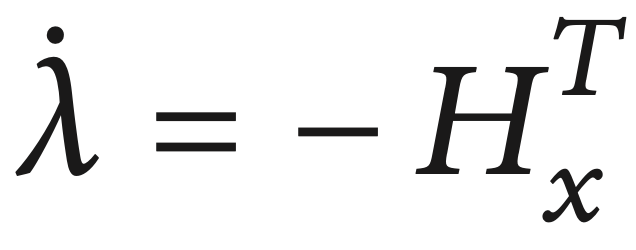 λ̇ = − H_x^T